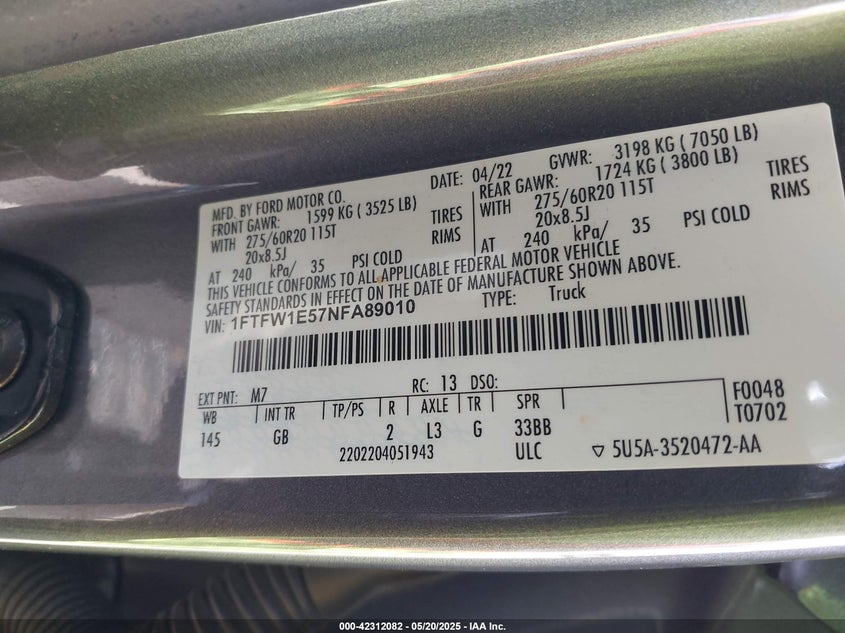 MFD. BY FORD MOTOR CO.
DATE: 04/22 GVWR: 3198 KG ( 7050 LB)
FRONT GAWR: 1599 KG ( 3525 LB) REAR GAWR: 1724 KG ( 3800 LB)
WITH 275/60R20 115T TIRES WITH 275/60R20 115T TIRES
20x8.5J RIMS 20x8.5J RIMS
AT 240 kPa/ 35 PSI COLD AT 240 kPa/ 35 PSI COLD
THIS VEHICLE CONFORMS TO ALL APPLICABLE FEDERAL MOTOR VEHICLE
SAFETY STANDARDS IN EFFECT ON THE DATE OF MANUFACTURE SHOWN ABOVE.
VIN: 1FTFW1E57NFA89010 TYPE: Truck
EXT PNT: M7 RC: 13 DSO:
WB INT TR TP/PS R AXLE TR SPR F0048
145 GB 2 L3 G 33BB T0702
2202204051943 ULC ▽ 5U5A-3520472-AA
000-42312082 - 05/20/2025 - IAA Inc.